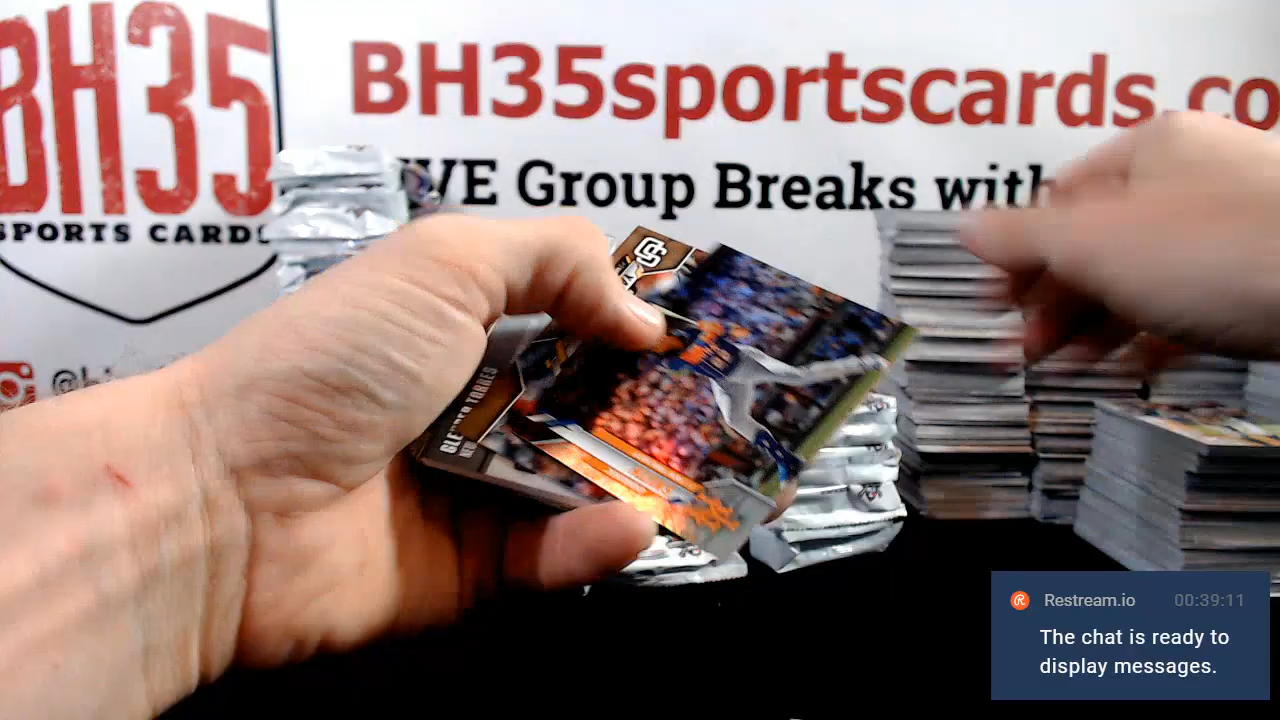 BH35
SPORTS CARDS
BH35sportscards.co
VE Group Breaks with
TORRES
Restream.io 00:39:11
The chat is ready to
display messages.